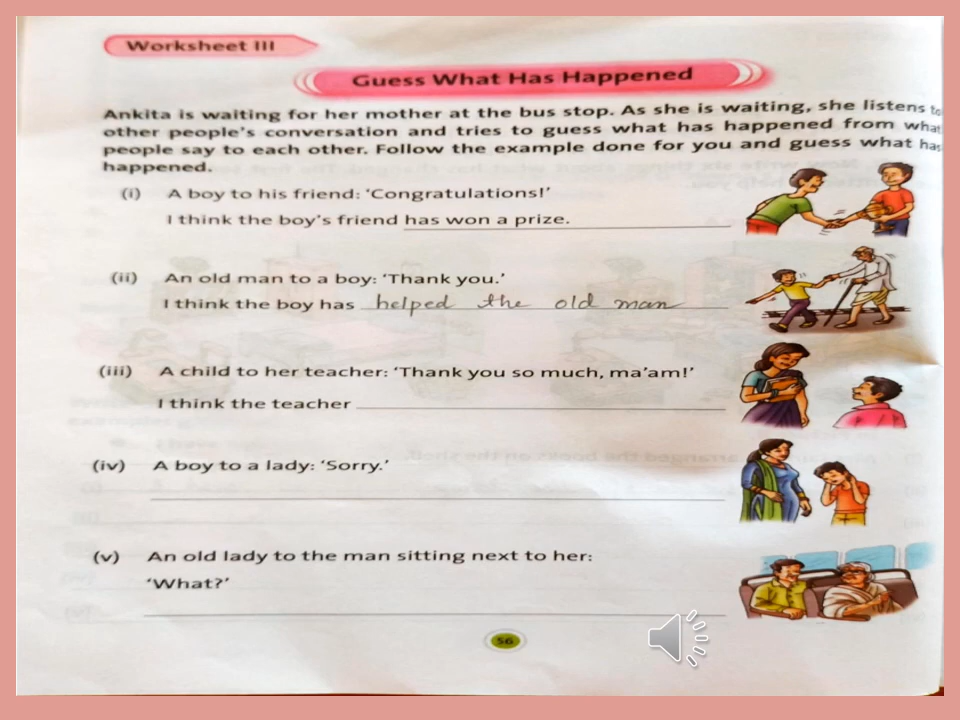 Worksheet III
Guess What Has Happened
Ankita is waiting for her mother at the bus stop. As she is waiting, she listens to
other people's conversation and tries to guess what has happened from what
people say to each other. Follow the example done for you and guess what has
happened.
(i) A boy to his friend: 'Congratulations!'
I think the boy's friend has won a prize.
(ii) An old man to a boy: 'Thank you.'
I think the boy has helped the old man
(iii) A child to her teacher: 'Thank you so much, ma'am!'
I think the teacher
(iv) A boy to a lady: 'Sorry.'
(v) An old lady to the man sitting next to her:
'What?'
56